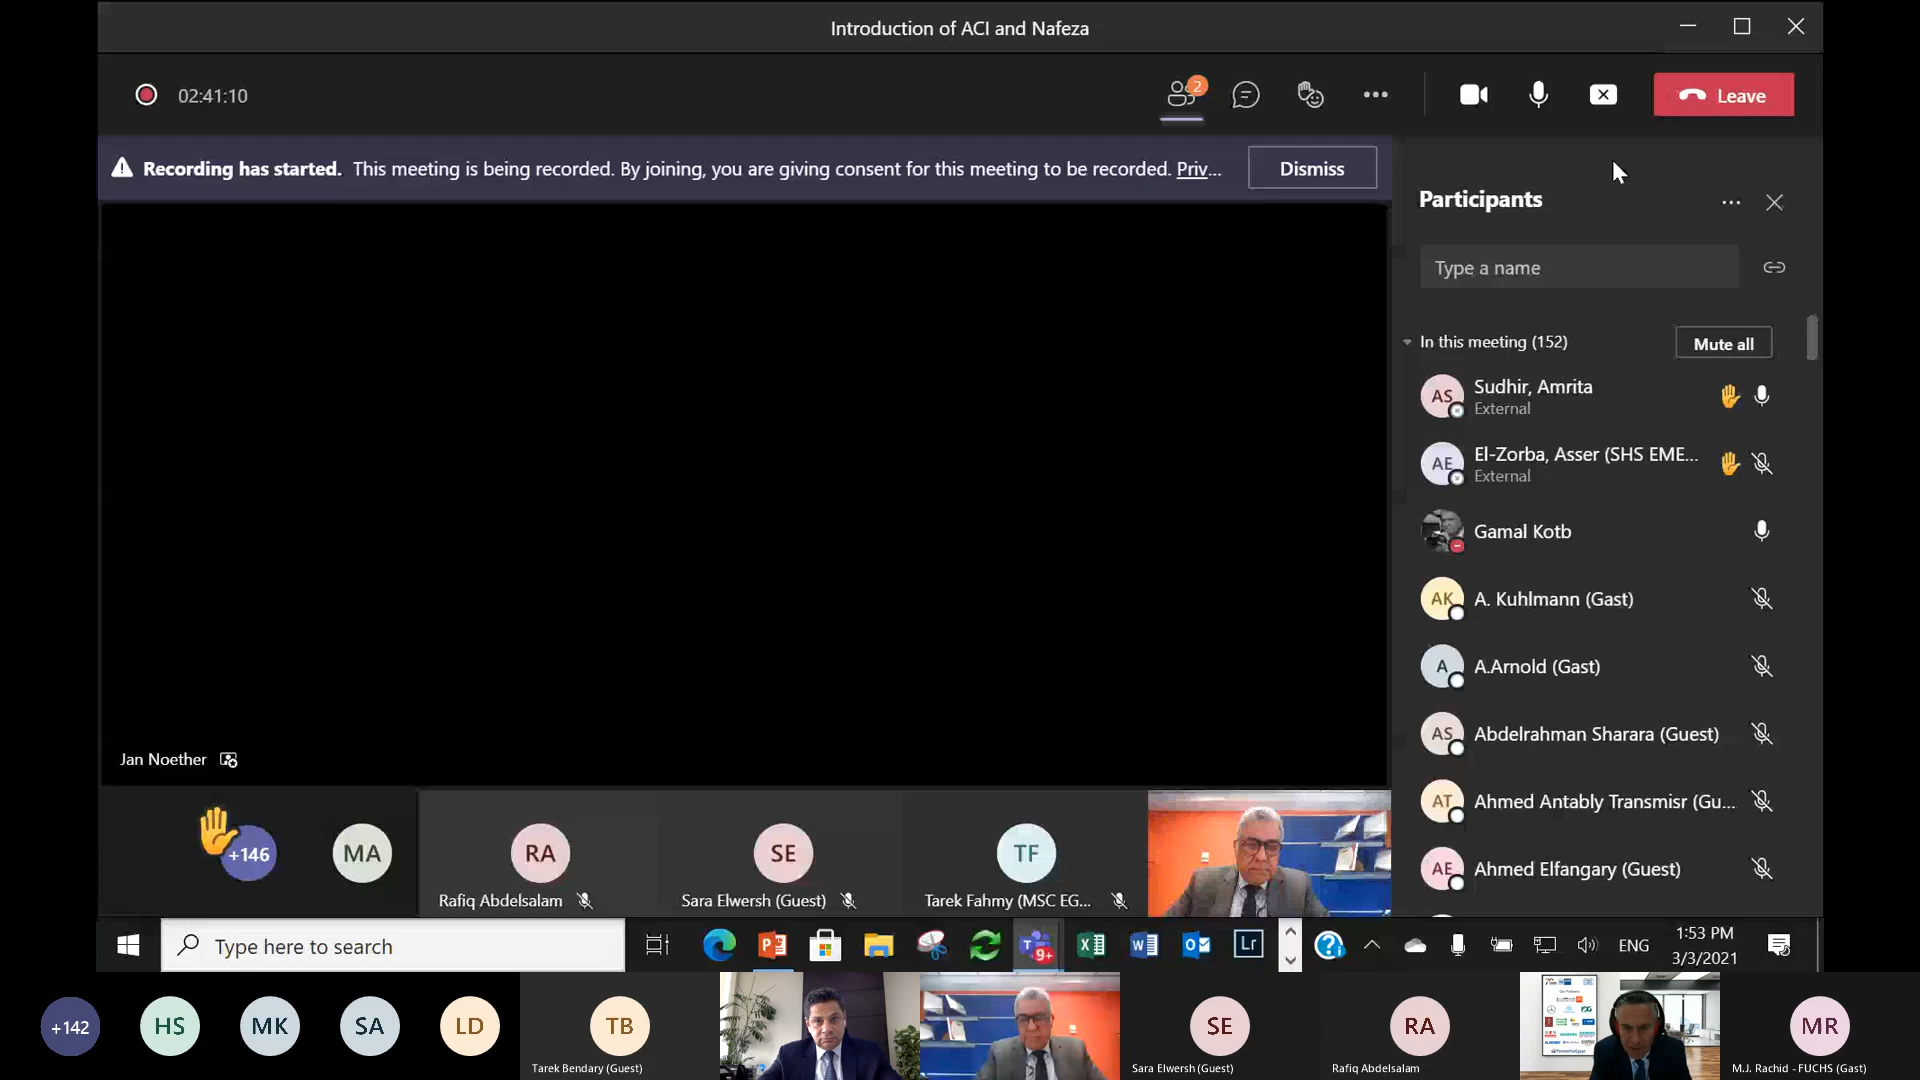 Introduction of ACI and Nafeza
02:41:10
2
Leave
Recording has started. This meeting is being recorded. By joining, you are giving consent for this meeting to be recorded. Priv...
Dismiss
Participants
Type a name
In this meeting (152)
Mute all
AS
Sudhir, Amrita
External
AE
El-Zorba, Asser (SHS EME...
External
Gamal Kotb
AK
A. Kuhlmann (Gast)
A
A.Arnold (Gast)
AS
Abdelrahman Sharara (Guest)
AT
Ahmed Antably Transmisr (Gu...
AE
Ahmed Elfangary (Guest)
Jan Noether
+146
MA
RA
Rafiq Abdelsalam
SE
Sara Elwersh (Guest)
TF
Tarek Fahmy (MSC EG...
Type here to search
9+
Lr
ENG
1:53 PM
3/3/2021
+142
HS
MK
SA
LD
TB
Tarek Bendary (Guest)
SE
Sara Elwersh (Guest)
RA
Rafiq Abdelsalam
MR
M.J. Rachid - FUCHS (Gast)